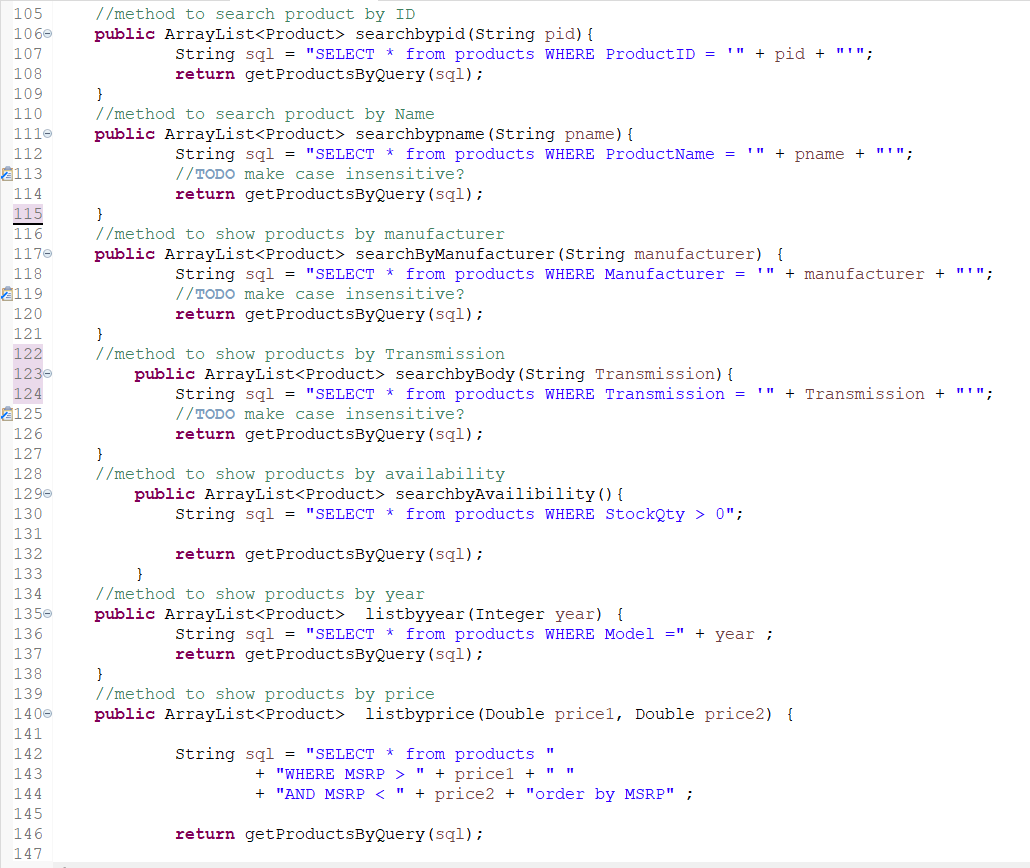 105 //method to search product by ID
106 public ArrayList<Product> searchbypid(String pid){
107 String sql = "SELECT * from products WHERE ProductID = '" + pid + "'";
108 return getProductsByQuery(sql);
109 }
110 //method to search product by Name
111 public ArrayList<Product> searchbypname(String pname){
112 String sql = "SELECT * from products WHERE ProductName = '" + pname + "'";
113 //TODO make case insensitive?
114 return getProductsByQuery(sql);
115 }
116 //method to show products by manufacturer
117 public ArrayList<Product> searchByManufacturer(String manufacturer) {
118 String sql = "SELECT * from products WHERE Manufacturer = '" + manufacturer + "'";
119 //TODO make case insensitive?
120 return getProductsByQuery(sql);
121 }
122 //method to show products by Transmission
123 public ArrayList<Product> searchbyBody(String Transmission){
124 String sql = "SELECT * from products WHERE Transmission = '" + Transmission + "'";
125 //TODO make case insensitive?
126 return getProductsByQuery(sql);
127 }
128 //method to show products by availability
129 public ArrayList<Product> searchbyAvailibility(){
130 String sql = "SELECT * from products WHERE StockQty > 0";
131
132 return getProductsByQuery(sql);
133 }
134 //method to show products by year
135 public ArrayList<Product>  listbyyear(Integer year) {
136 String sql = "SELECT * from products WHERE Model =" + year ;
137 return getProductsByQuery(sql);
138 }
139 //method to show products by price
140 public ArrayList<Product>  listbyprice(Double price1, Double price2) {
141
142 String sql = "SELECT * from products "
143 + "WHERE MSRP > " + price1 + " "
144 + "AND MSRP < " + price2 + "order by MSRP" ;
145
146 return getProductsByQuery(sql);
147